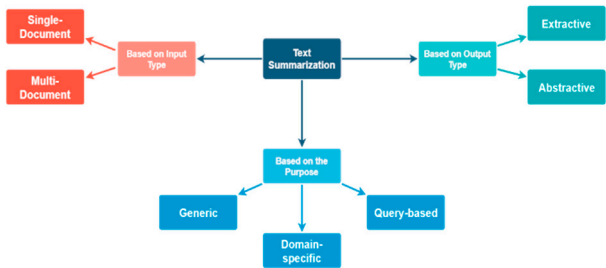 Single-
Document
Based on Input
Type
Multi-
Document
Text
Summarization
Based on Output
Type
Extractive
Abstractive
Based on the
Purpose
Generic
Domain-
specific
Query-based